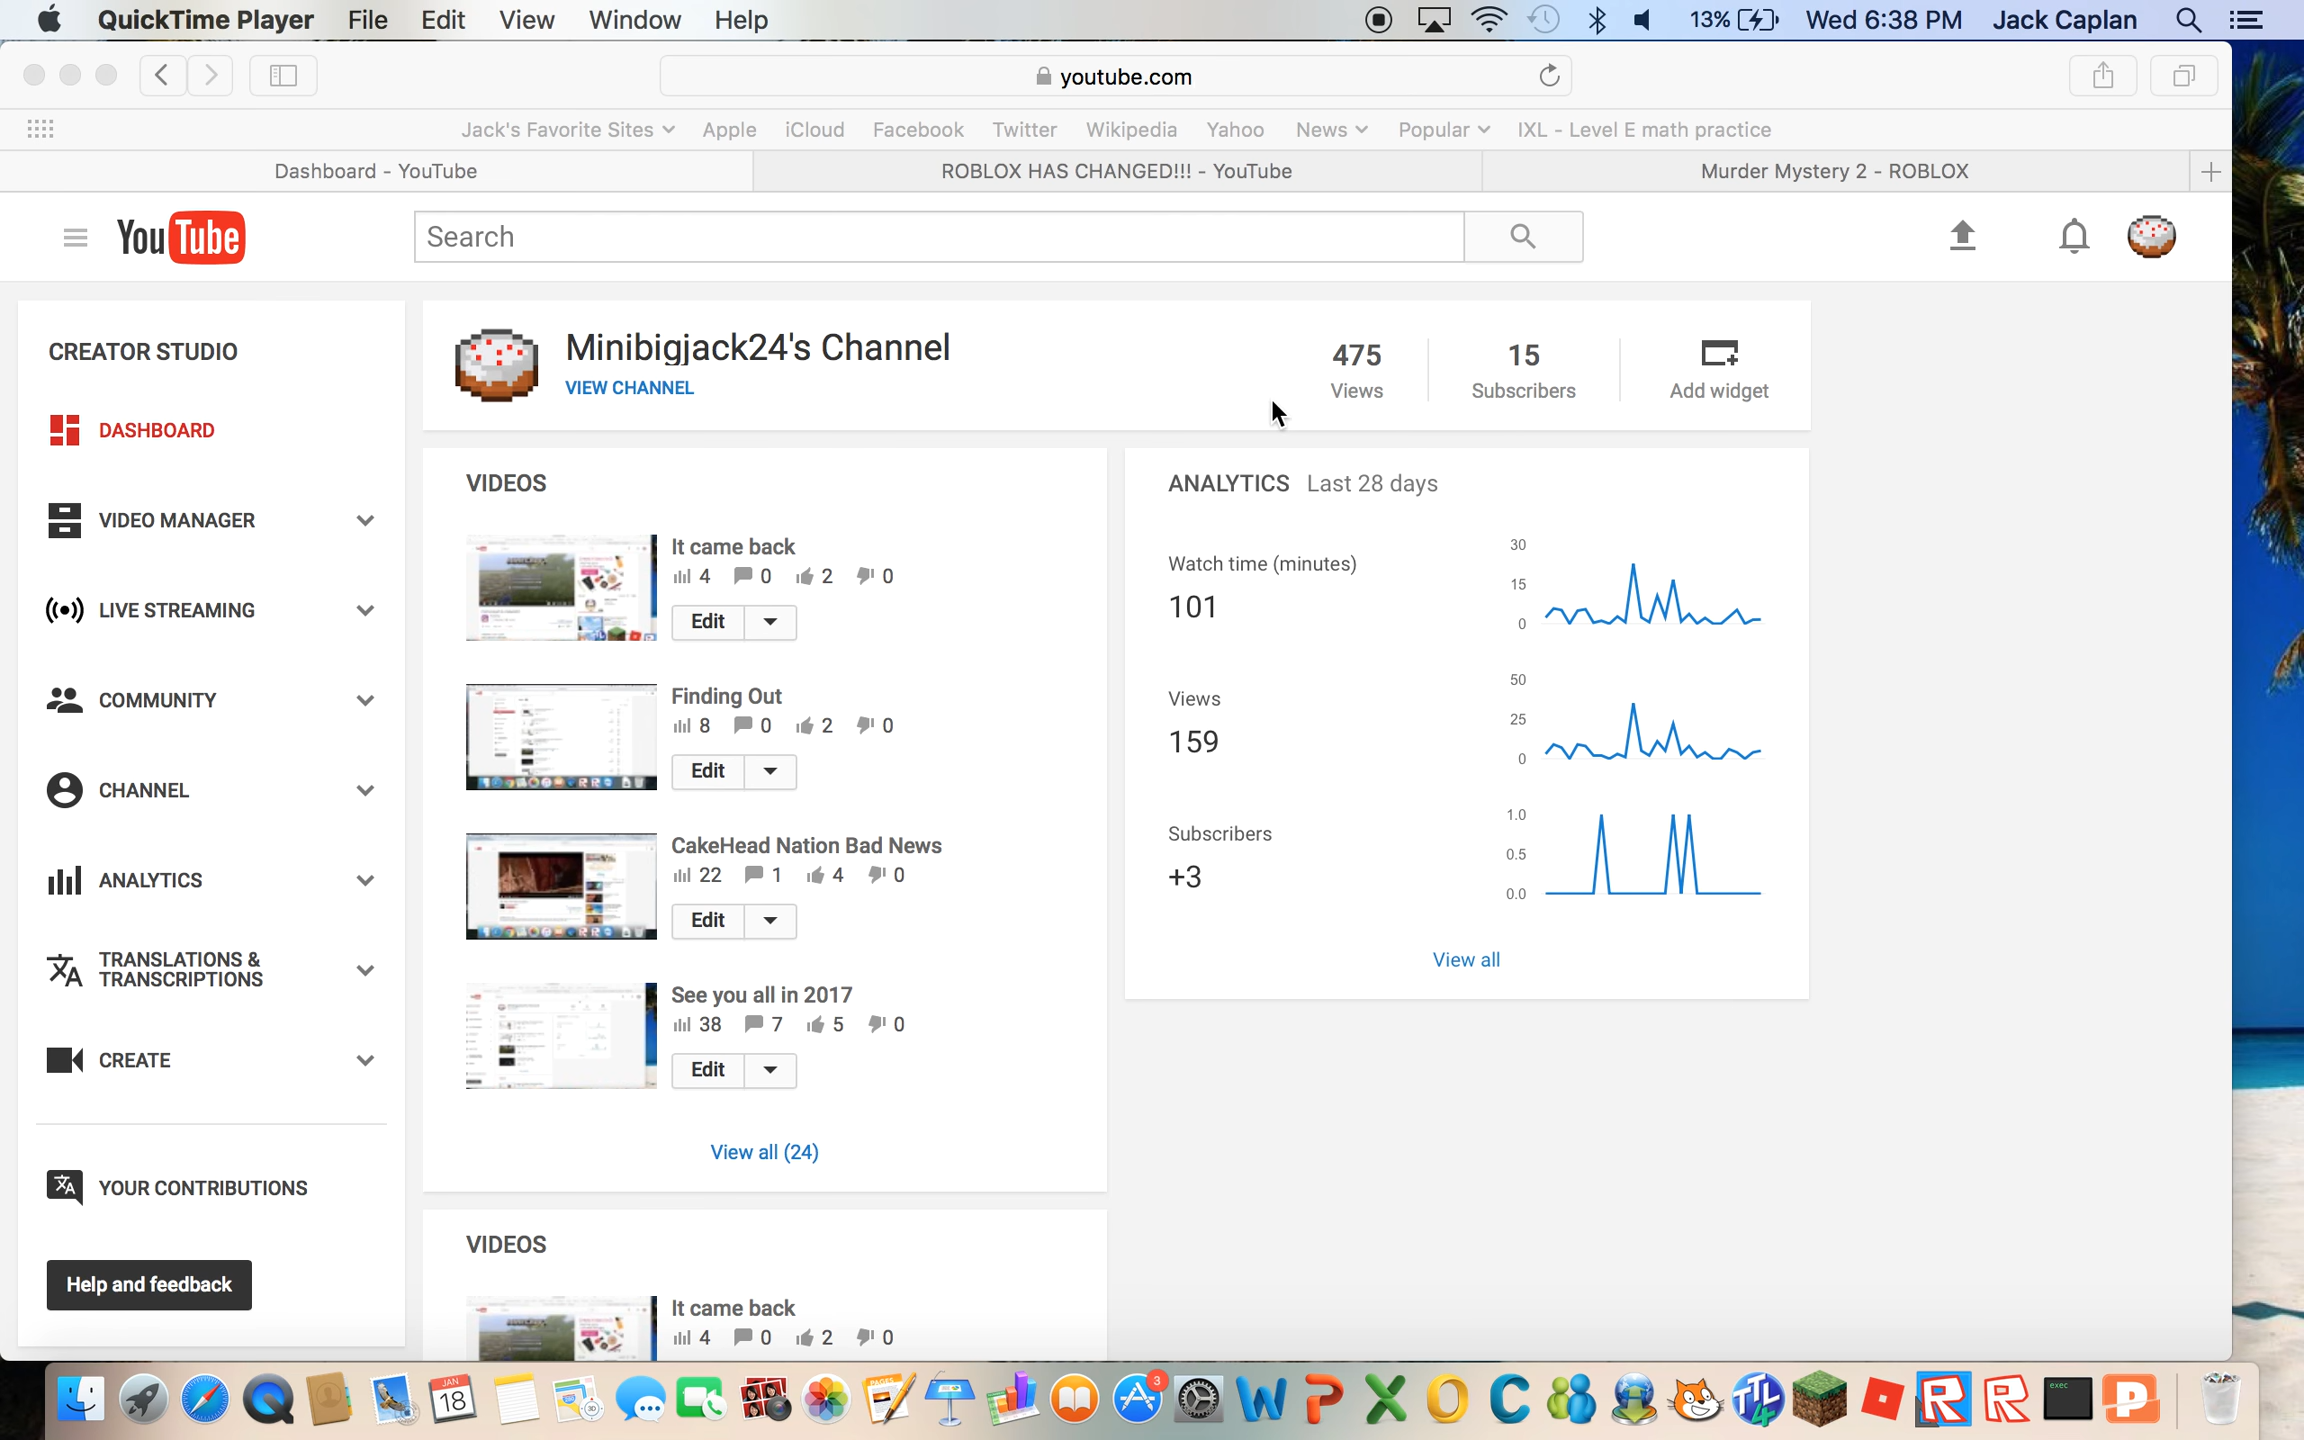 QuickTime Player File Edit View Window Help 13% Wed 6:38 PM Jack Caplan
youtube.com
Jack's Favorite Sites Apple iCloud Facebook Twitter Wikipedia Yahoo News Popular IXL - Level E math practice
Dashboard - YouTube ROBLOX HAS CHANGED!!! - YouTube Murder Mystery 2 - ROBLOX
YouTube Search
CREATOR STUDIO
DASHBOARD
VIDEO MANAGER
LIVE STREAMING
COMMUNITY
CHANNEL
ANALYTICS
TRANSLATIONS &
TRANSCRIPTIONS
CREATE
YOUR CONTRIBUTIONS
Help and feedback
Minibigjack24's Channel
VIEW CHANNEL
475
Views
15
Subscribers
Add widget
VIDEOS
It came back
4 0 2 0
Edit
Finding Out
8 0 2 0
Edit
CakeHead Nation Bad News
22 1 4 0
Edit
See you all in 2017
38 7 5 0
Edit
View all (24)
VIDEOS
It came back
4 0 2 0
ANALYTICS Last 28 days
Watch time (minutes)
101
30
15
0
Views
159
50
25
0
Subscribers
+3
1.0
0.5
0.0
View all
JAN
18
PAGES
3
TTL
4
exec